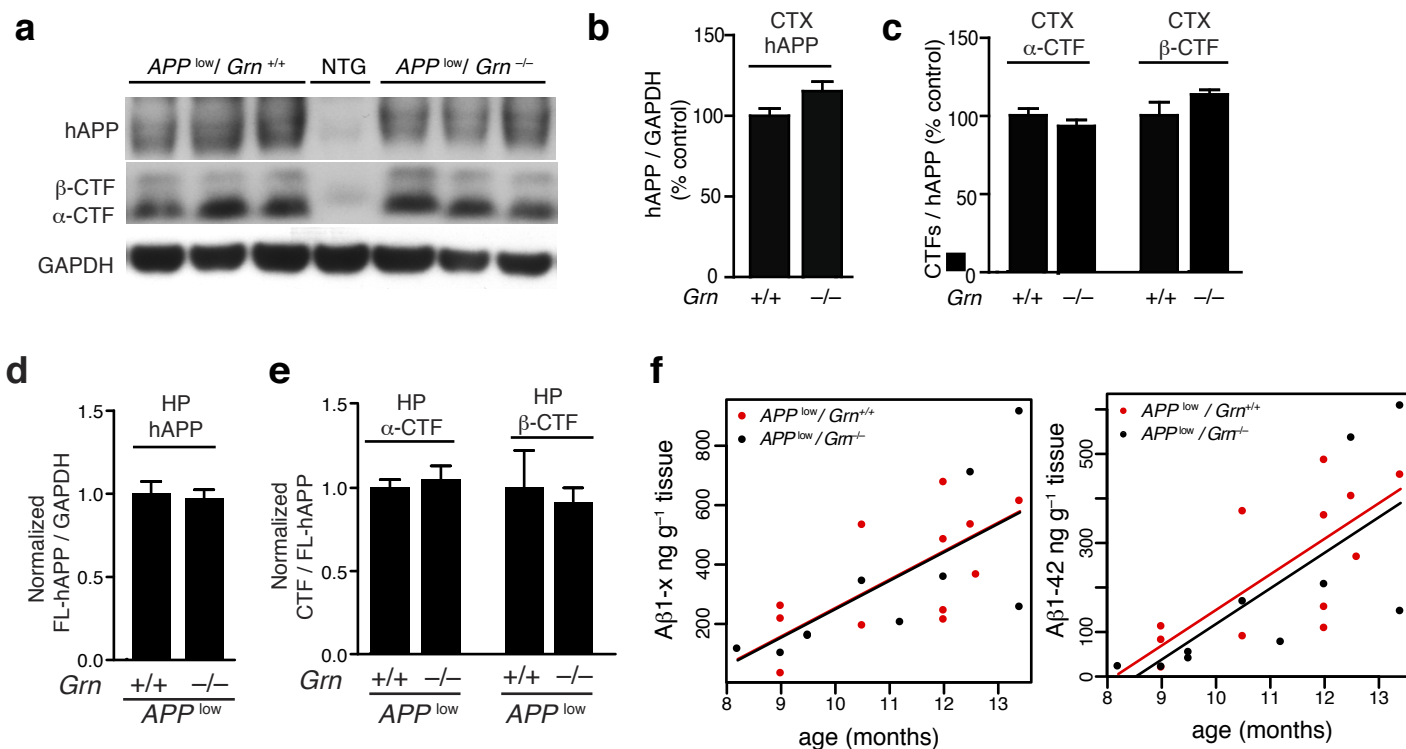 a
APP low/ Grn +/+ NTG APP low/ Grn –/–
hAPP
β-CTF
α-CTF
GAPDH
b
CTX
hAPP
hAPP / GAPDH
(% control)
150
100
50
0
Grn +/+ –/–
c
CTX
α-CTF
CTX
β-CTF
CTFs / hAPP (% control)
150
100
50
0
+/+ –/– +/+ –/–
d
HP
hAPP
Normalized
FL-hAPP / GAPDH
1.5
1.0
0.5
0.0
Grn +/+ –/–
APP low
e
HP
α-CTF
HP
β-CTF
Normalized
CTF / FL-hAPP
1.5
1.0
0.5
0.0
Grn +/+ –/– +/+ –/–
APP low APP low
f
APP low / Grn+/+
APP low / Grn–/–
Aβ1-x ng g–1 tissue
800
600
400
200
8 9 10 11 12 13
age (months)
APP low / Grn+/+
APP low / Grn–/–
Aβ1-42 ng g–1 tissue
500
300
100
0
8 9 10 11 12 13
age (months)